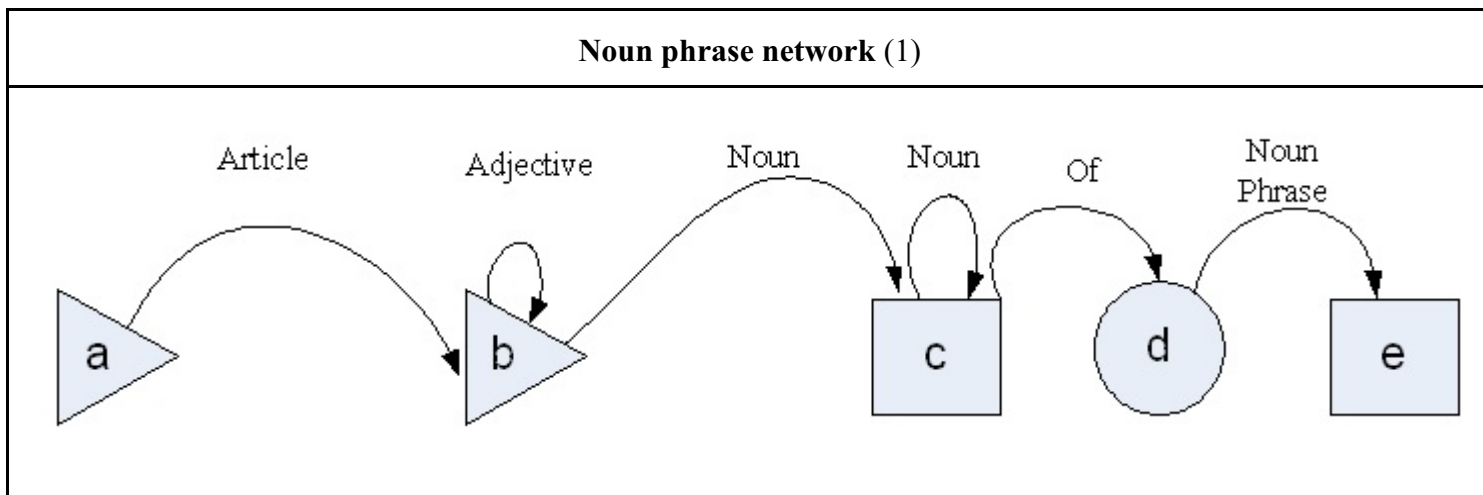 Noun phrase network (1)
Article
Adjective
Noun
Noun
Of
Noun
Phrase
a
b
c
d
e